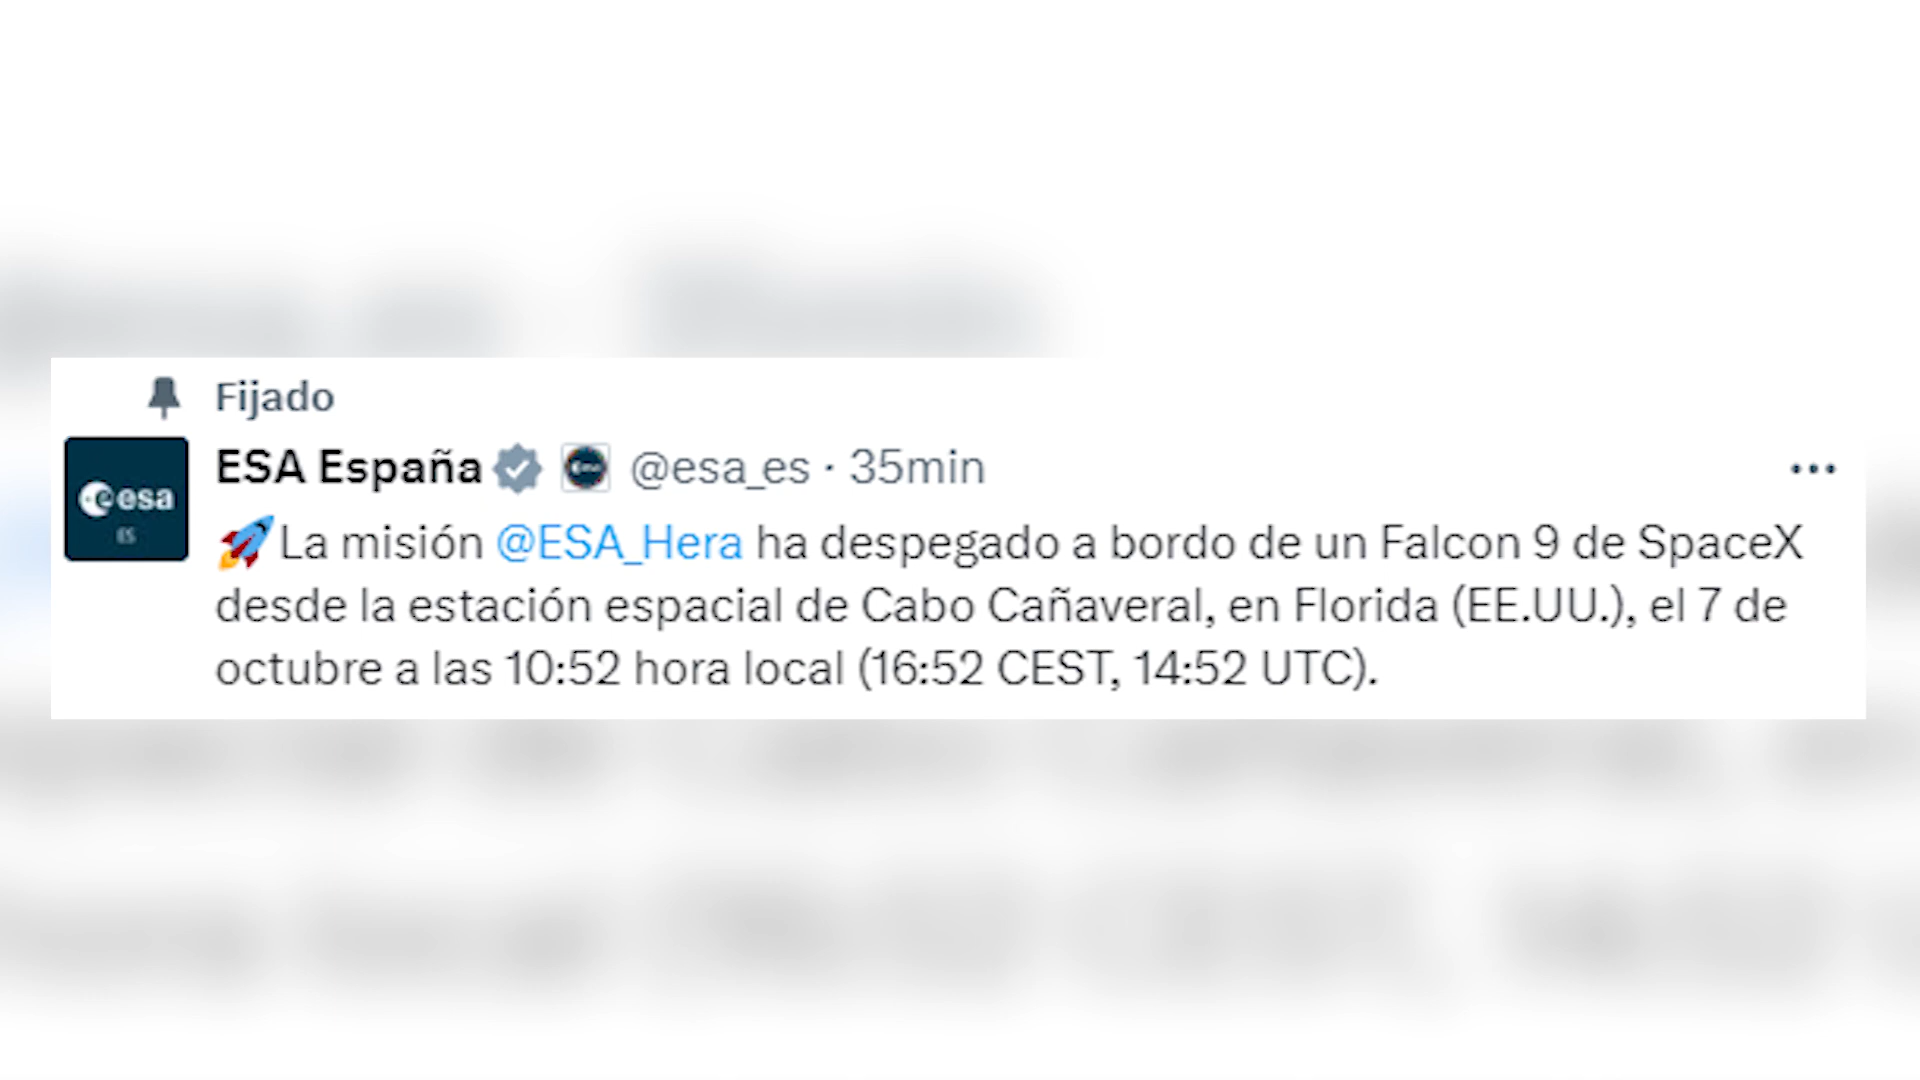 Fijado
ESA España @esa_es · 35min
esa
ES
🚀La misión @ESA_Hera ha despegado a bordo de un Falcon 9 de SpaceX
desde la estación espacial de Cabo Cañaveral, en Florida (EE.UU.), el 7 de
octubre a las 10:52 hora local (16:52 CEST, 14:52 UTC).